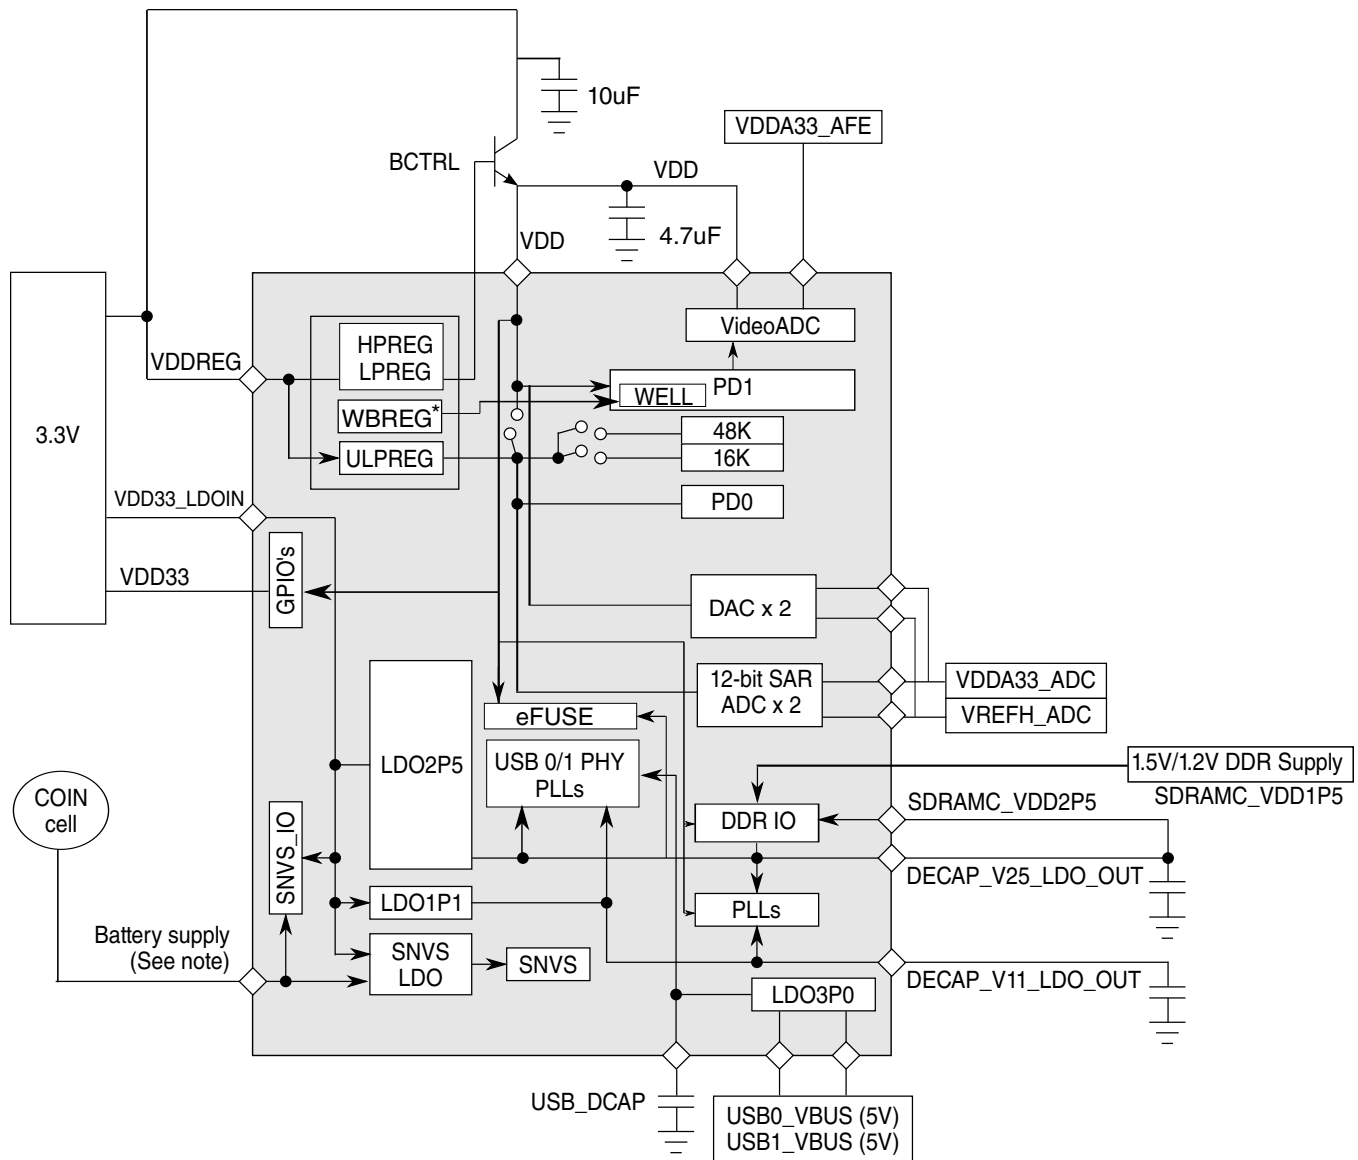 10uF
VDDA33_AFE
BCTRL
VDD
4.7uF
VDD
VideoADC
HPREG
LPREG
VDDREG
PD1
WELL
WBREG*
48K
3.3V
ULPREG
16K
VDD33_LDOIN
PD0
GPIO's
VDD33
DAC x 2
12-bit SAR
ADC x 2
VDDA33_ADC
VREFH_ADC
eFUSE
LDO2P5
USB 0/1 PHY
PLLs
1.5V/1.2V DDR Supply
SDRAMC_VDD1P5
COIN
cell
SDRAMC_VDD2P5
DDR IO
SNVS_IO
DECAP_V25_LDO_OUT
LDO1P1
PLLs
Battery supply
(See note)
SNVS
LDO
SNVS
DECAP_V11_LDO_OUT
LDO3P0
USB_DCAP
USB0_VBUS (5V)
USB1_VBUS (5V)